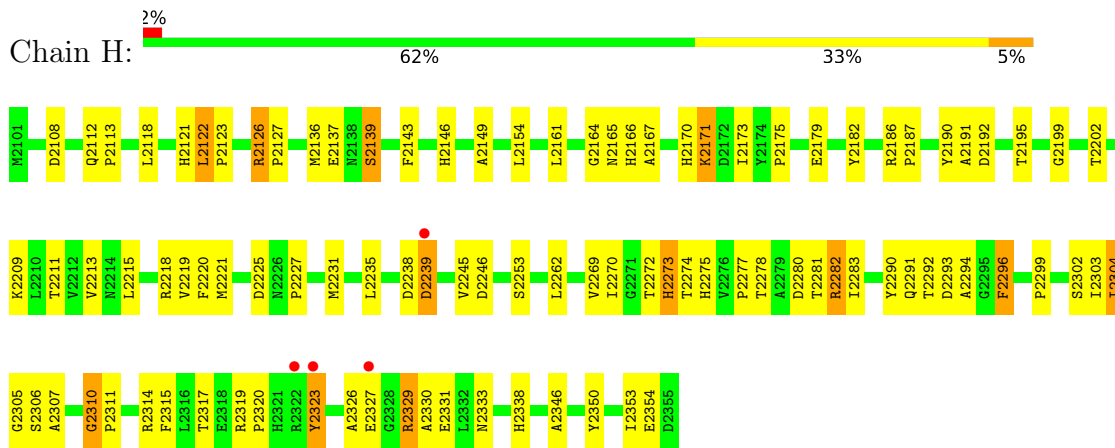 2%
Chain H:
62% 33% 5%
M2101 D2108 Q2112 P2113 L2118 H2121 L2122 P2123 R2126 P2127 M2136 E2137 N2138 S2139 F2143 H2146 A2149 L2154 L2161 G2164 N2165 H2166 A2167 H2170 K2171 D2172 I2173 Y2174 P2175 E2179 Y2182 R2186 P2187 Y2190 A2191 D2192 T2195 G2199 T2202
K2209 L2210 T2211 V2212 V2213 N2214 L2215 R2218 V2219 F2220 M2221 D2225 N2226 P2227 M2231 L2235 D2238 D2239 V2245 D2246 S2253 L2262 V2269 I2270 G2271 T2272 H2273 T2274 H2275 V2276 P2277 T2278 A2279 D2280 T2281 R2282 I2283 Y2290 Q2291 T2292 D2293 A2294 G2295 F2296 P2299 S2302 I2303
G2305 S2306 A2307 G2310 P2311 R2314 F2315 L2316 T2317 E2318 R2319 P2320 H2321 R2322 Y2323 A2326 E2327 G2328 R2329 A2330 E2331 L2332 N2333 H2338 A2346 Y2350 I2353 E2354 D2355